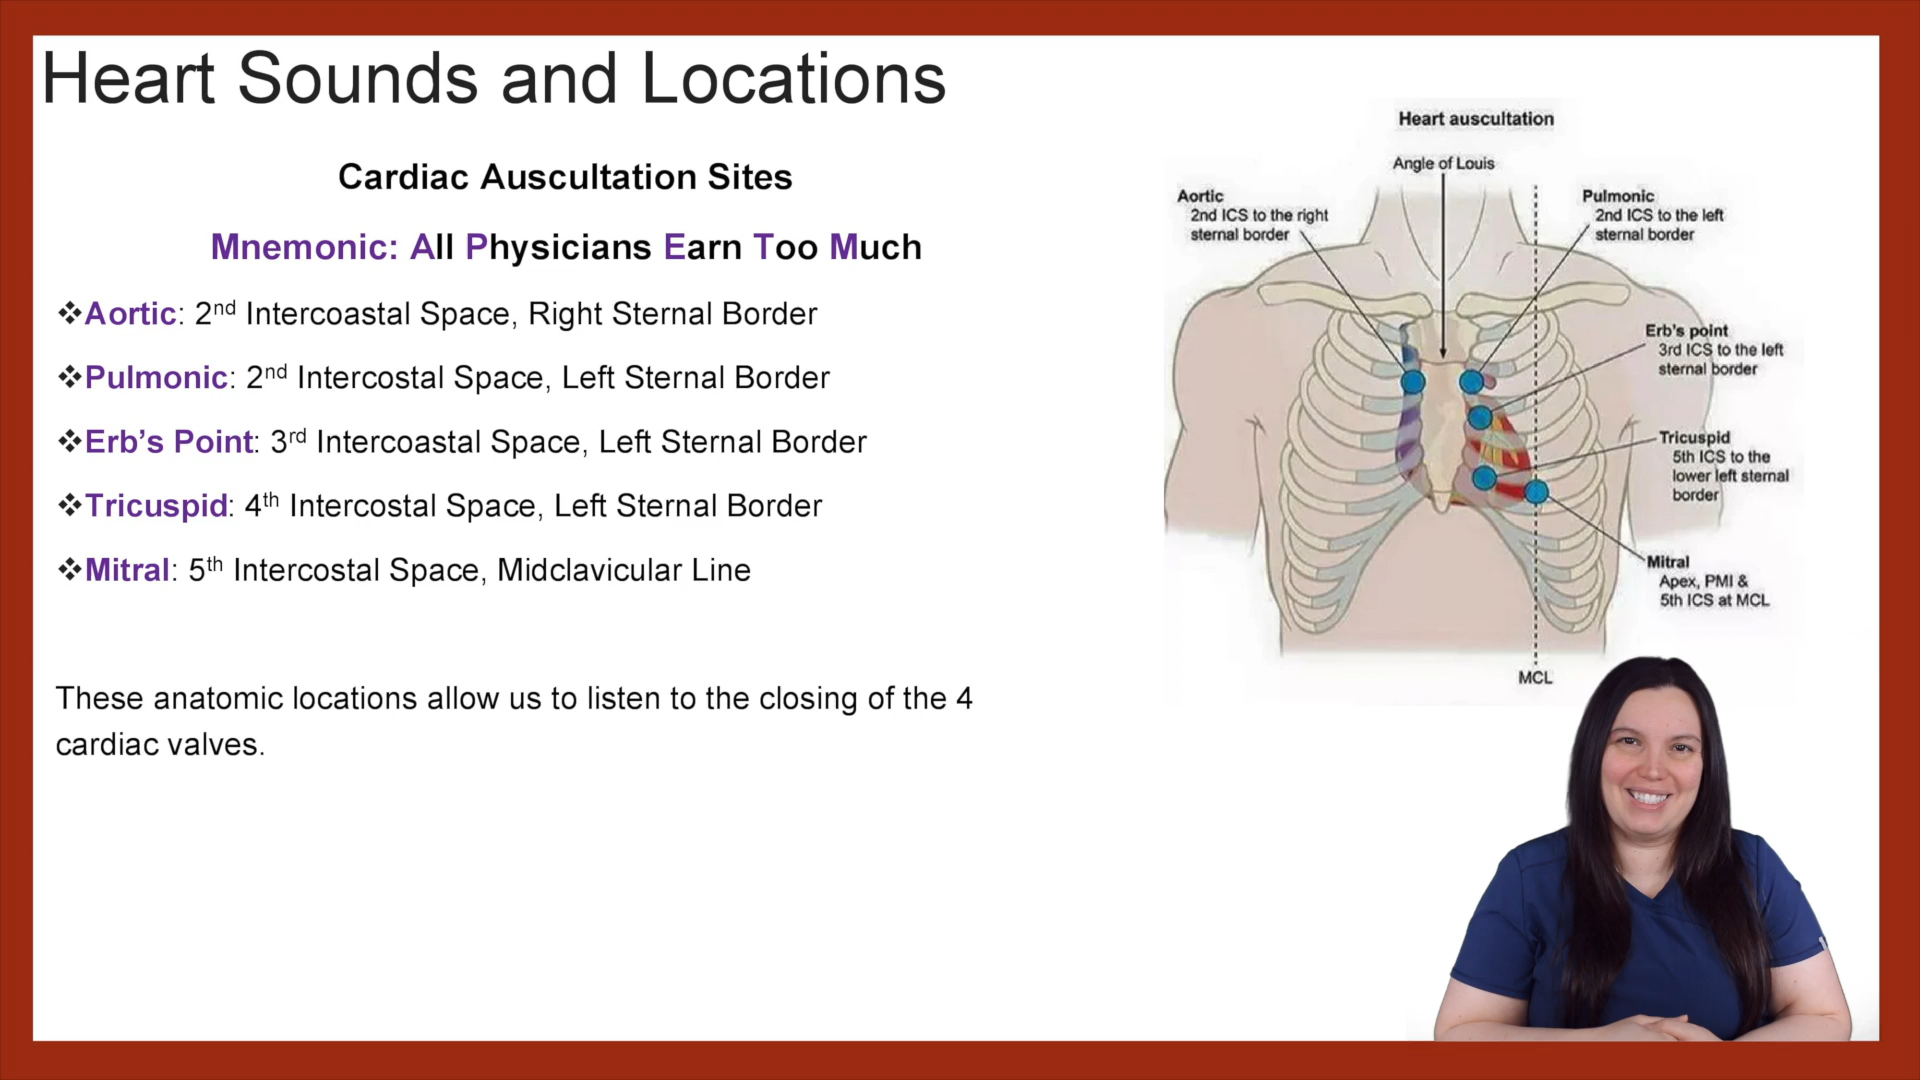 Heart Sounds and Locations
Cardiac Auscultation Sites
Mnemonic: All Physicians Earn Too Much
❖Aortic: 2nd Intercoastal Space, Right Sternal Border
❖Pulmonic: 2nd Intercostal Space, Left Sternal Border
❖Erb's Point: 3rd Intercoastal Space, Left Sternal Border
❖Tricuspid: 4th Intercostal Space, Left Sternal Border
❖Mitral: 5th Intercostal Space, Midclavicular Line
These anatomic locations allow us to listen to the closing of the 4
cardiac valves.
Heart auscultation
Angle of Louis
Aortic
2nd ICS to the right
sternal border
Pulmonic
2nd ICS to the left
sternal border
Erb's point
3rd ICS to the left
sternal border
Tricuspid
5th ICS to the
lower left sternal
border
Mitral
Apex, PMI &
5th ICS at MCL
MCL